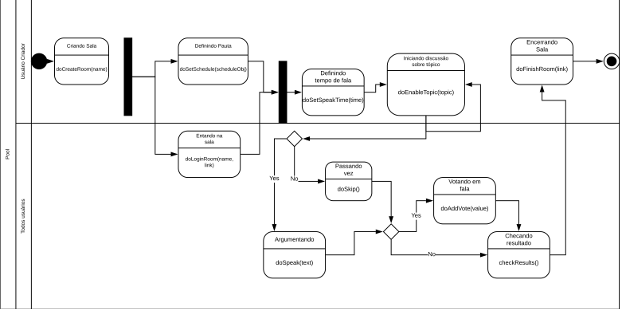 Pool
Usuário Criador
Todos usuários
Criando Sala
doCreateRoom(name)
Definindo Pauta
doSetSchedule(scheduleObj)
Entrando na
sala
doLoginRoom(name,
link)
Definindo
tempo de fala
doSetSpeakTime(time)
Iniciando discussão
sobre tópico
doEnableTopic(topic)
Encerrando
Sala
doFinishRoom(link)
Yes
No
Passando
vez
doSkip()
Argumentando
doSpeak(text)
Yes
No
Votando em
fala
doAddVote(value)
Checando
resultado
checkResults()